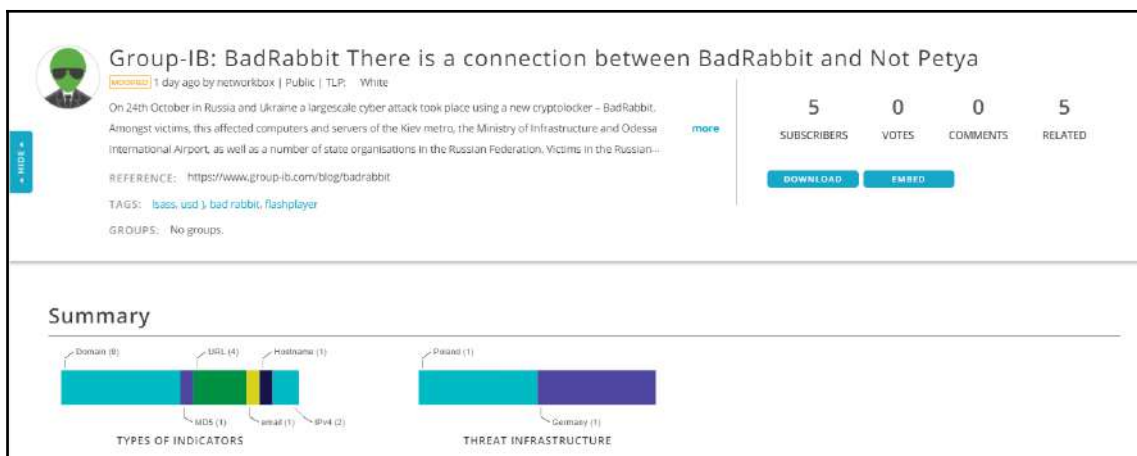 Group-IB: BadRabbit There is a connection between BadRabbit and Not Petya
MODIFIED 1 day ago by networkbox | Public | TLP: White
On 24th October in Russia and Ukraine a largescale cyber attack took place using a new cryptolocker – BadRabbit.
Amongst victims, this affected computers and servers of the Kiev metro, the Ministry of Infrastructure and Odessa
International Airport, as well as a number of state organisations in the Russian Federation. Victims in the Russian...
more
REFERENCE: https://www.group-ib.com/blog/badrabbit
TAGS: lsass, usd ), bad rabbit, flashplayer
GROUPS: No groups.
5 0 0 5
SUBSCRIBERS VOTES COMMENTS RELATED
DOWNLOAD EMBED
HIDE
Summary
Domain (8) URL (4) Hostname (1)
MD5 (1) email (1) IPv4 (2)
TYPES OF INDICATORS
Poland (1)
Germany (1)
THREAT INFRASTRUCTURE